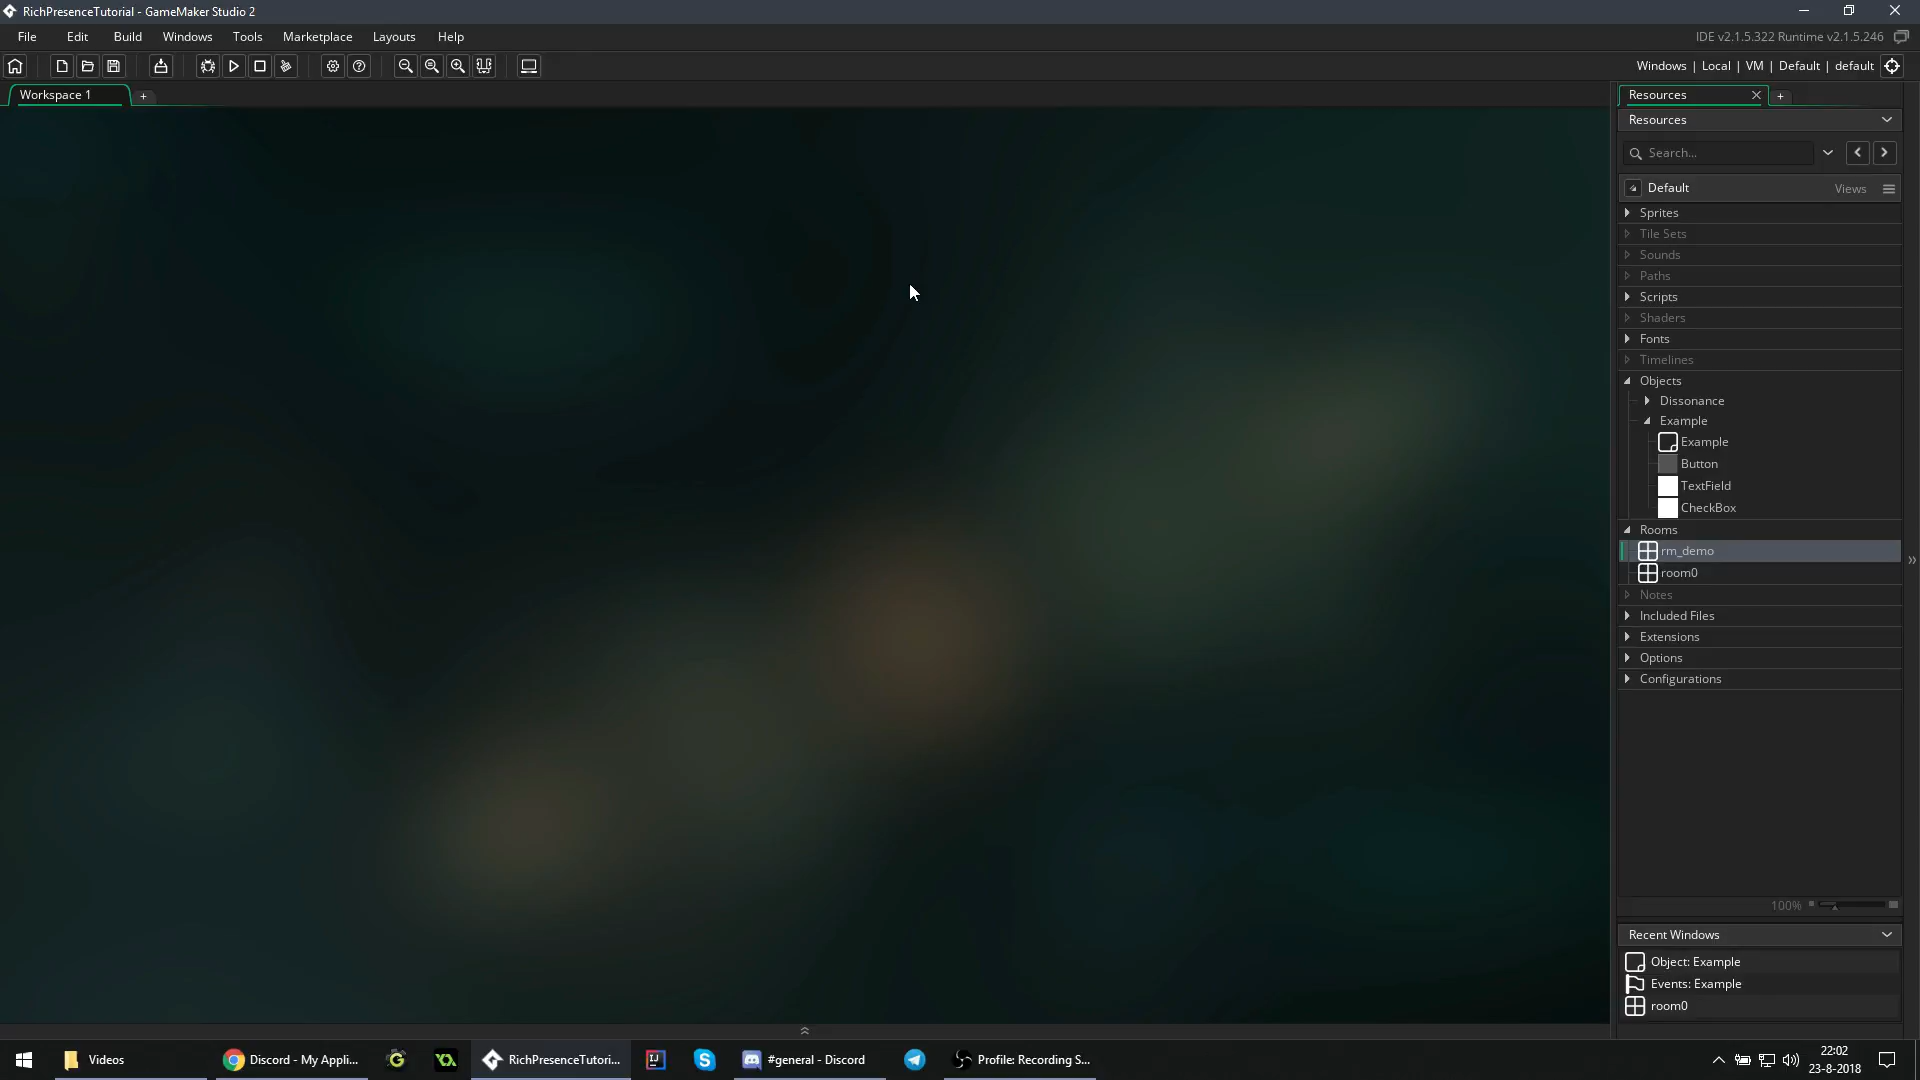 RichPresenceTutorial - GameMaker Studio 2
File Edit Build Windows Tools Marketplace Layouts Help
IDE v2.1.5.322 Runtime v2.1.5.246
Windows | Local | VM | Default | default
Workspace 1
Resources
Resources
Search...
Default Views
Sprites
Tile Sets
Sounds
Paths
Scripts
Shaders
Fonts
Timelines
Objects
Dissonance
Example
Example
Button
TextField
CheckBox
Rooms
rm_demo
room0
Notes
Included Files
Extensions
Options
Configurations
100%
Recent Windows
Object: Example
Events: Example
room0
Videos
Discord - My Appli...
RichPresenceTutori...
#general - Discord
Profile: Recording S...
22:02
23-8-2018